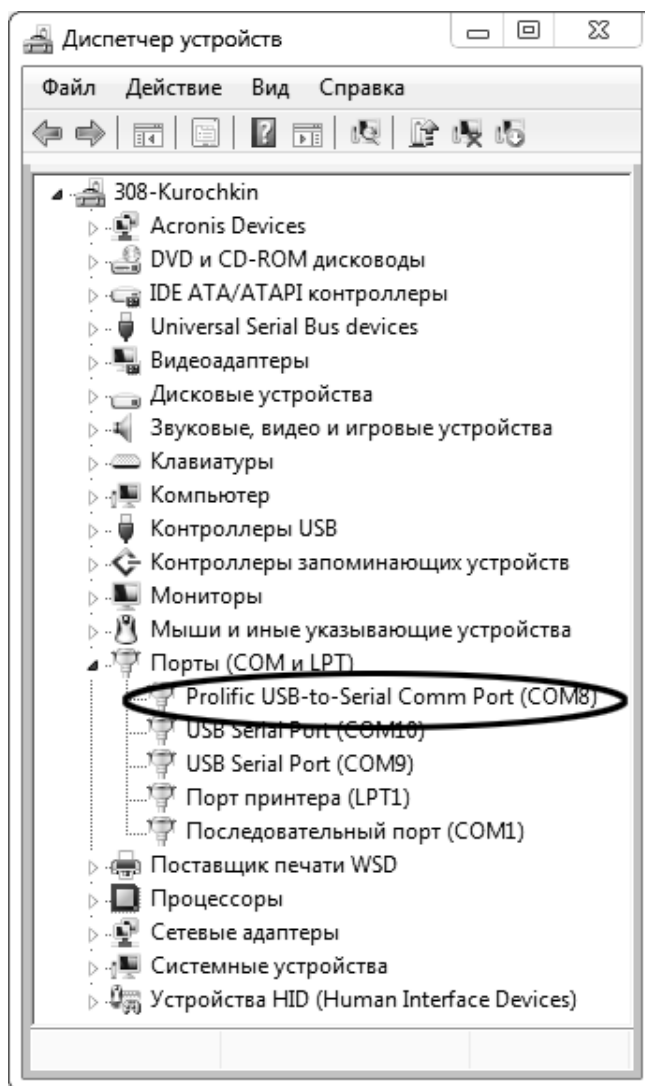 Диспетчер устройств
Файл Действие Вид Справка
308-Kurochkin
Acronis Devices
DVD и CD-ROM дисководы
IDE ATA/ATAPI контроллеры
Universal Serial Bus devices
Видеоадаптеры
Дисковые устройства
Звуковые, видео и игровые устройства
Клавиатуры
Компьютер
Контроллеры USB
Контроллеры запоминающих устройств
Мониторы
Мыши и иные указывающие устройства
Порты (COM и LPT)
Prolific USB-to-Serial Comm Port (COM8)
USB Serial Port (COM10)
USB Serial Port (COM9)
Порт принтера (LPT1)
Последовательный порт (COM1)
Поставщик печати WSD
Процессоры
Сетевые адаптеры
Системные устройства
Устройства HID (Human Interface Devices)